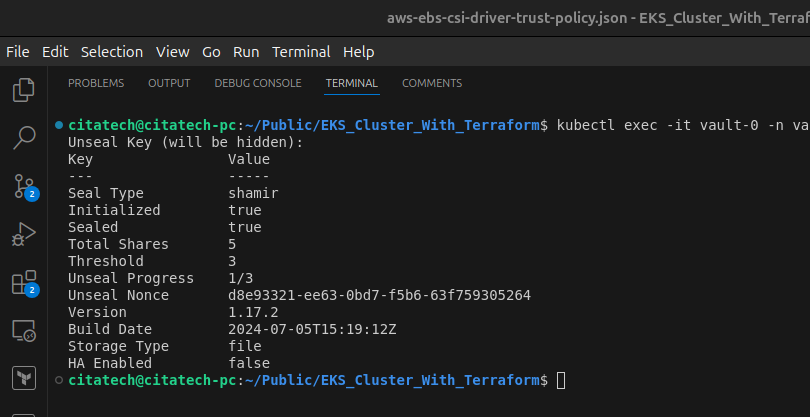 aws-ebs-csi-driver-trust-policy.json - EKS_Cluster_With_Terraf
File Edit Selection View Go Run Terminal Help
PROBLEMS OUTPUT DEBUG CONSOLE TERMINAL COMMENTS
citatech@citatech-pc:~/Public/EKS_Cluster_With_Terraform$ kubectl exec -it vault-0 -n va
Unseal Key (will be hidden):
Key Value
--- -----
Seal Type shamir
Initialized true
Sealed true
Total Shares 5
Threshold 3
Unseal Progress 1/3
Unseal Nonce d8e93321-ee63-0bd7-f5b6-63f759305264
Version 1.17.2
Build Date 2024-07-05T15:19:12Z
Storage Type file
HA Enabled false
citatech@citatech-pc:~/Public/EKS_Cluster_With_Terraform$
2
2